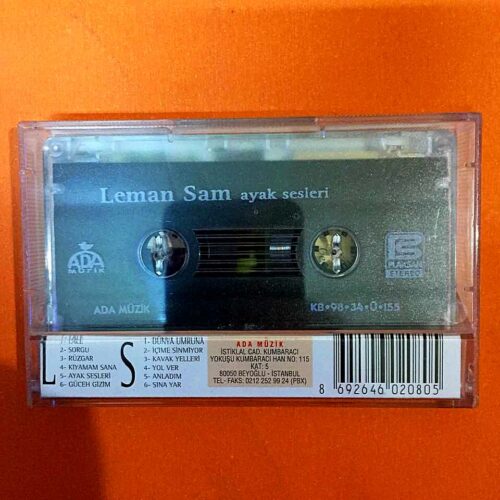 Leman Sam ayak sesleri
ADA
MÜZİK
B
STEREO
ADA MÜZİK
KB•98•34•Ü•155
L S
2- SORGU
3- RÜZGAR
4- KIYAMAM SANA
5- AYAK SESLERİ
6- GÜCEH GIZIM
1- DÜNYA UMRUNA
2- İÇİME SİNMİYOR
3- KAVAK YELLERİ
4- YOL VER
5- ANLADIM
6- SINA YAR
ADA MÜZİK
İSTİKLAL CAD. KUMBARACI
YOKUŞU KUMBARACI HAN NO: 115
KAT: 5
80050 BEYOĞLU - İSTANBUL
TEL- FAKS: 0212 252 99 24 (PBX)
8 692646 020805